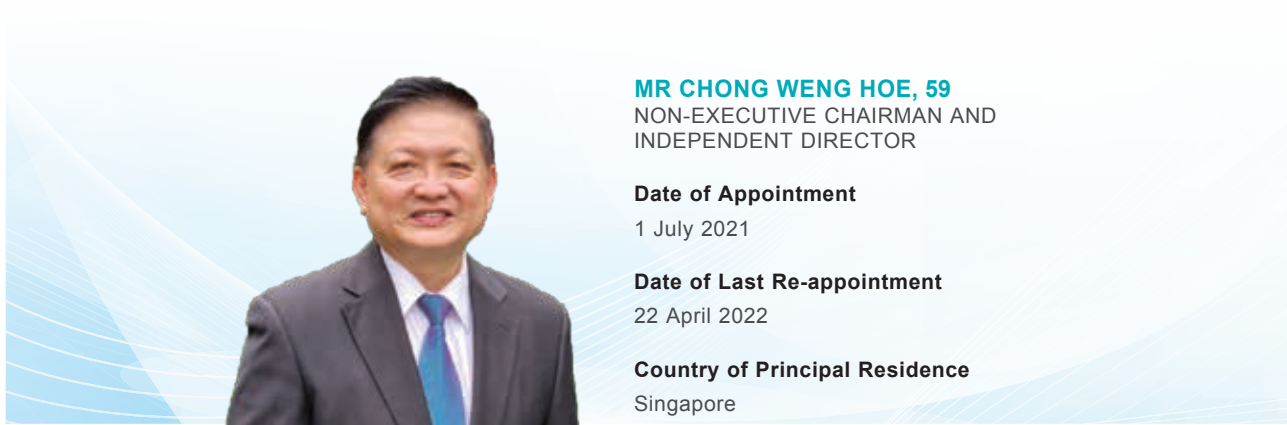 MR CHONG WENG HOE, 59
NON-EXECUTIVE CHAIRMAN AND
INDEPENDENT DIRECTOR
Date of Appointment
1 July 2021
Date of Last Re-appointment
22 April 2022
Country of Principal Residence
Singapore